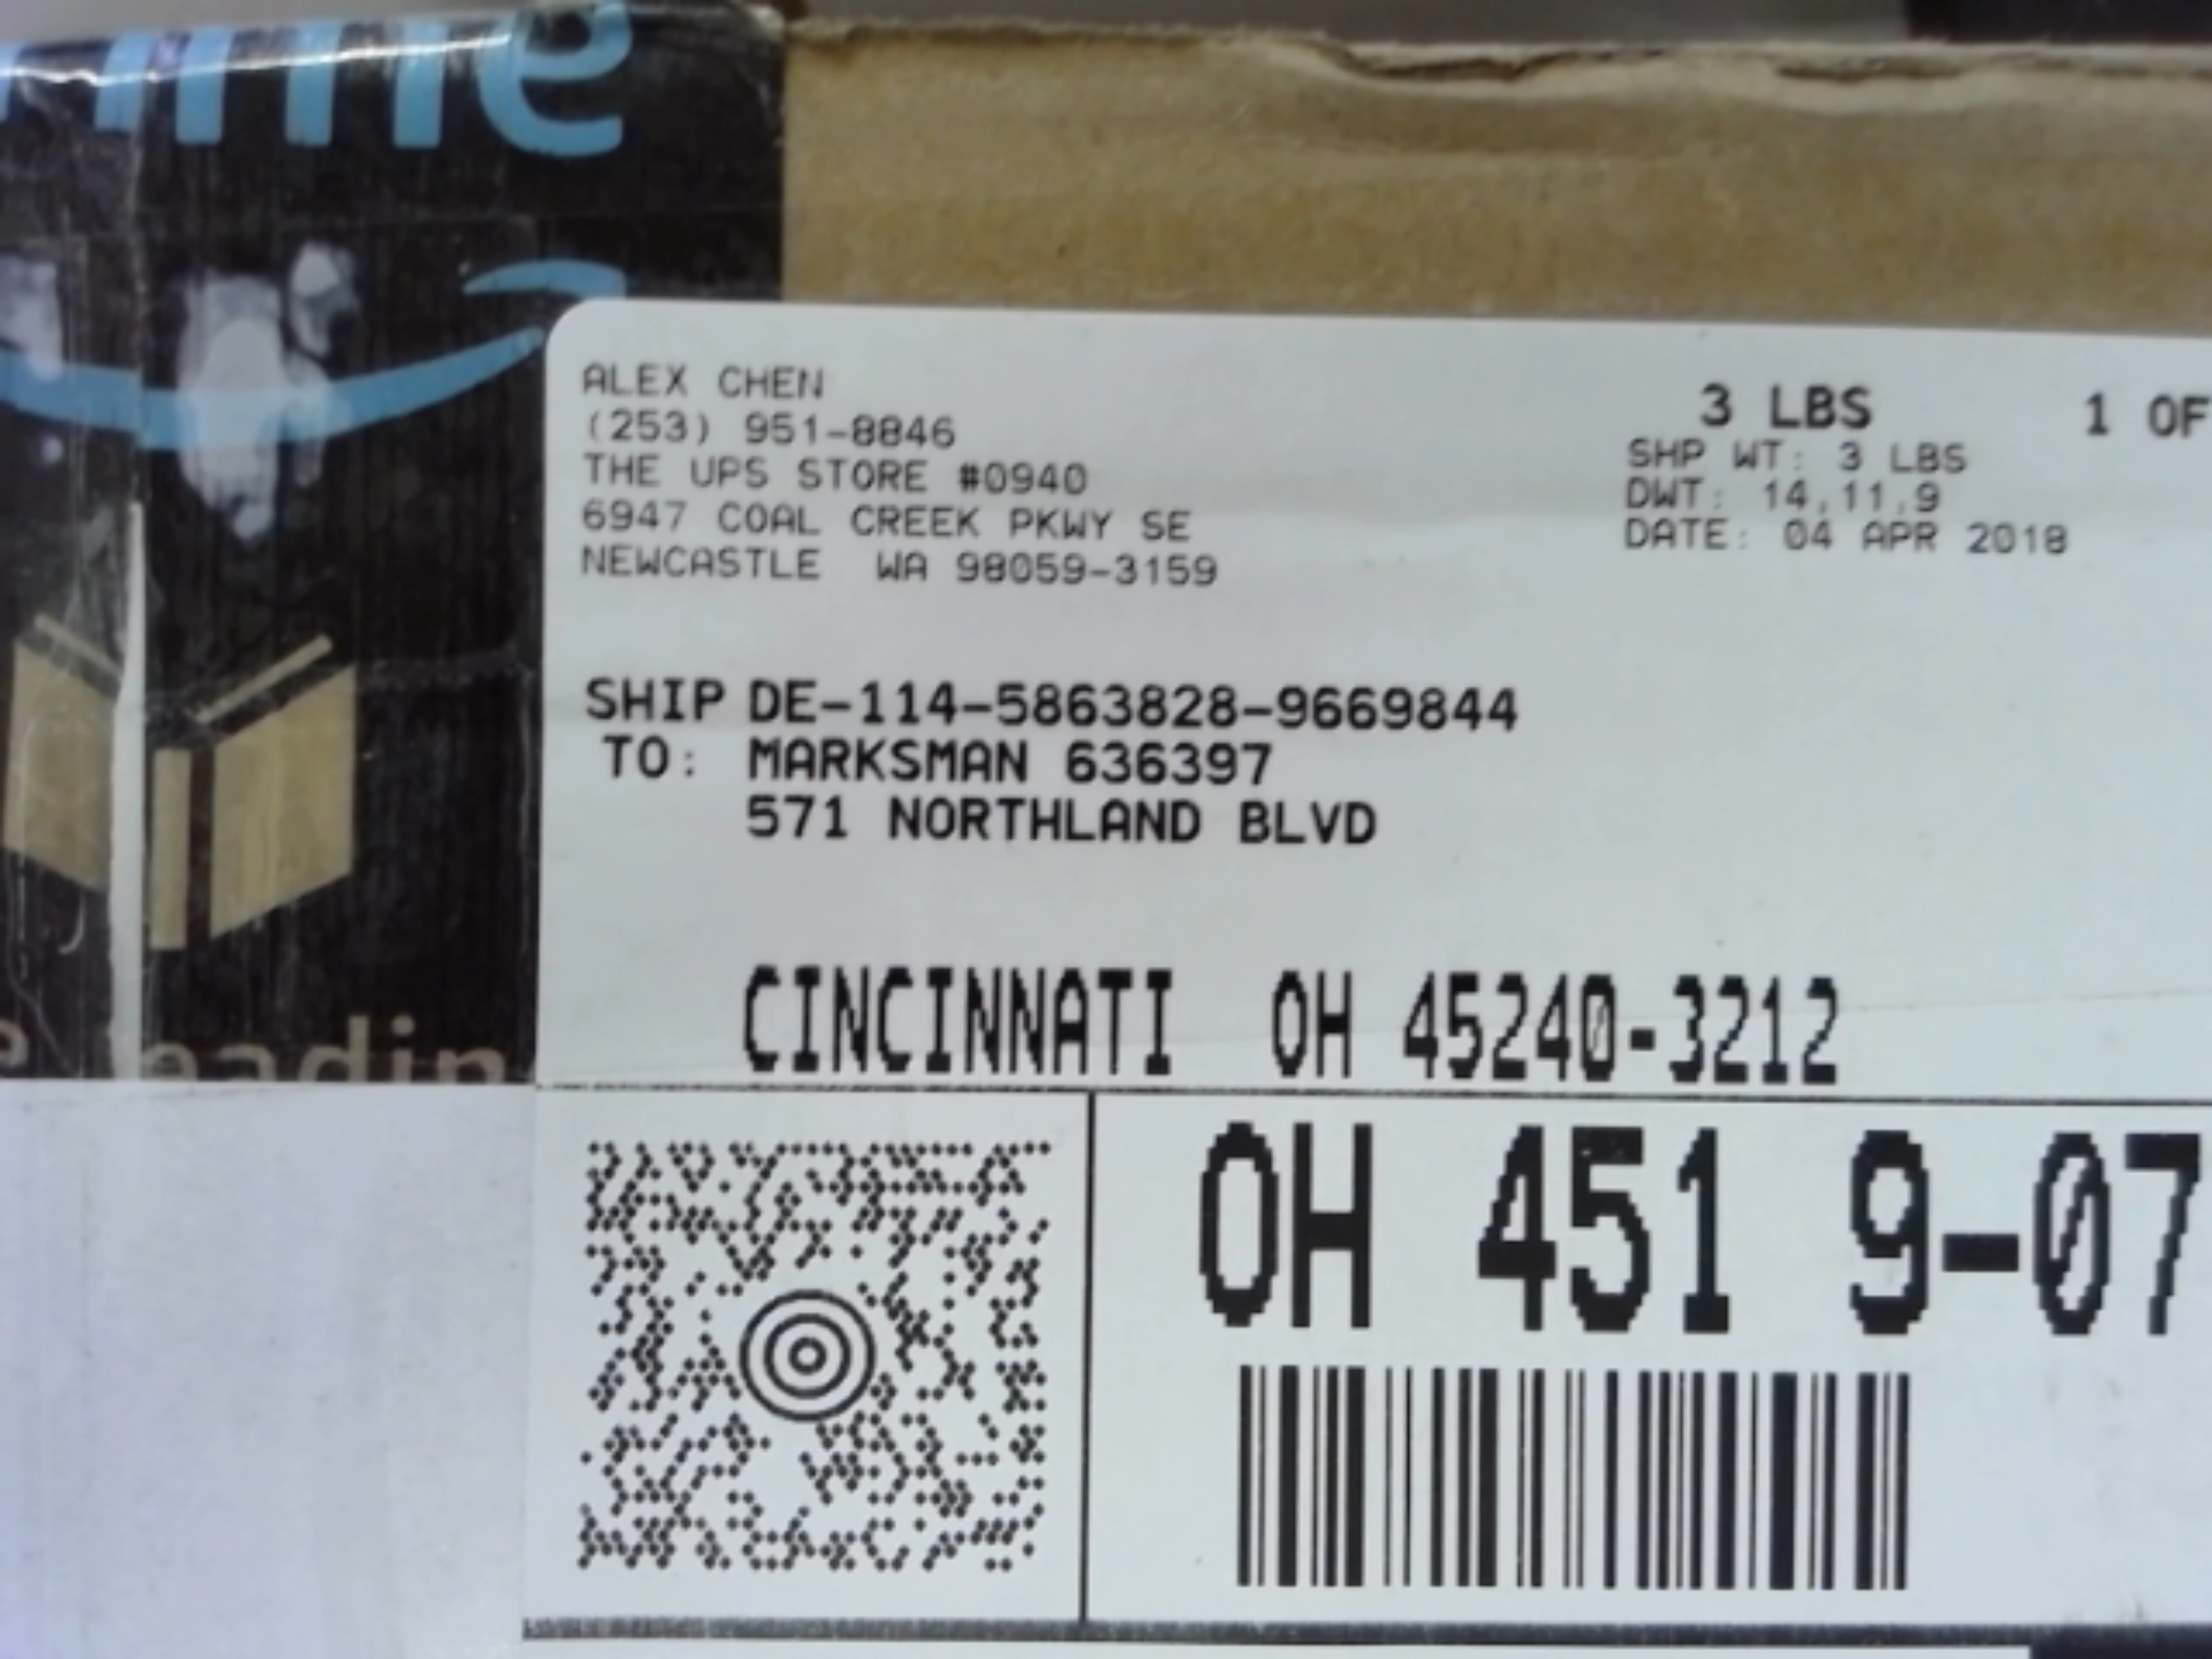 ALEX CHEN
(253) 951-8846
THE UPS STORE #0940
6947 COAL CREEK PKWY SE
NEWCASTLE WA 98059-3159
3 LBS 1 OF
SHP WT: 3 LBS
DWT: 14,11,9
DATE: 04 APR 2018
SHIP TO: DE-114-5863828-9669844
MARKSMAN 636397
571 NORTHLAND BLVD
CINCINNATI OH 45240-3212
OH 451 9-07